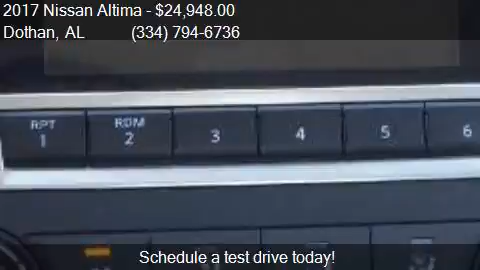 2017 Nissan Altima - $24,948.00
Dothan, AL (334) 794-6736
RPT RDM
1 2 3 4 5 6
Schedule a test drive today!